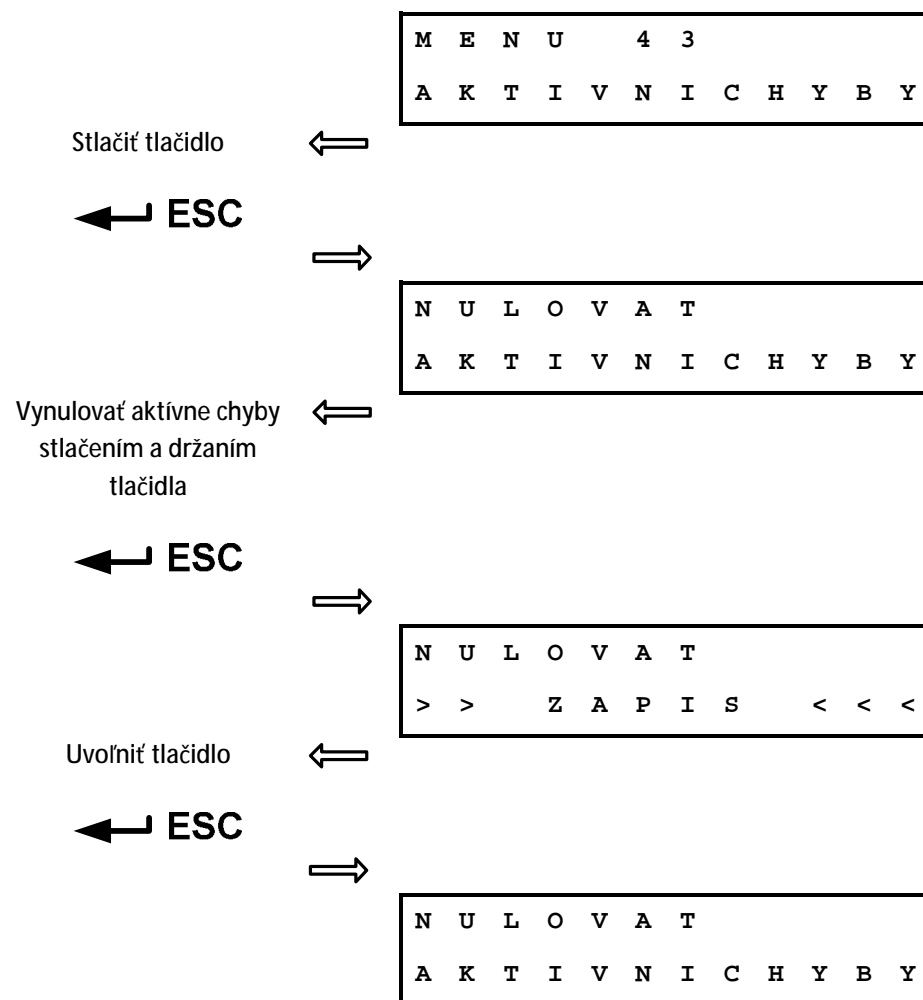 MENU 43
AKTIVNICHYBY
Stlačiť tlačidlo
ESC
NULOVAT
AKTIVNICHYBY
Vynulovať aktívne chyby
stlačením a držaním
tlačidla
ESC
NULOVAT
>> ZAPIS <<<
Uvoľniť tlačidlo
ESC
NULOVAT
AKTIVNICHYBY